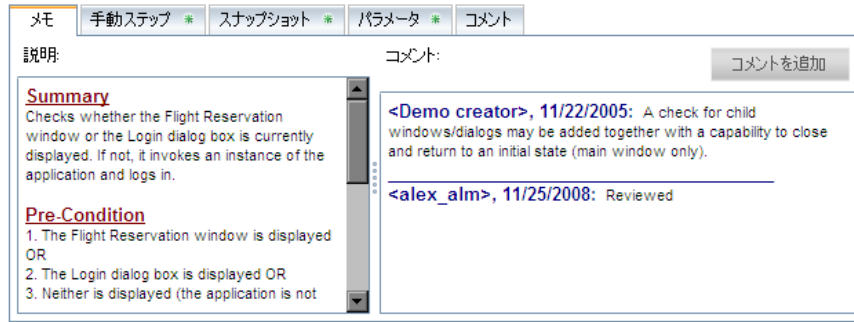 メモ 手動ステップ * スナップショット * パラメータ * コメント
説明: コメント:
コメントを追加
Summary
Checks whether the Flight Reservation
window or the Login dialog box is currently
displayed. If not, it invokes an instance of the
application and logs in.
Pre-Condition
1. The Flight Reservation window is displayed
OR
2. The Login dialog box is displayed OR
3. Neither is displayed (the application is not
<Demo creator>, 11/22/2005: A check for child
windows/dialogs may be added together with a capability to close
and return to an initial state (main window only).
<alex_alm>, 11/25/2008: Reviewed